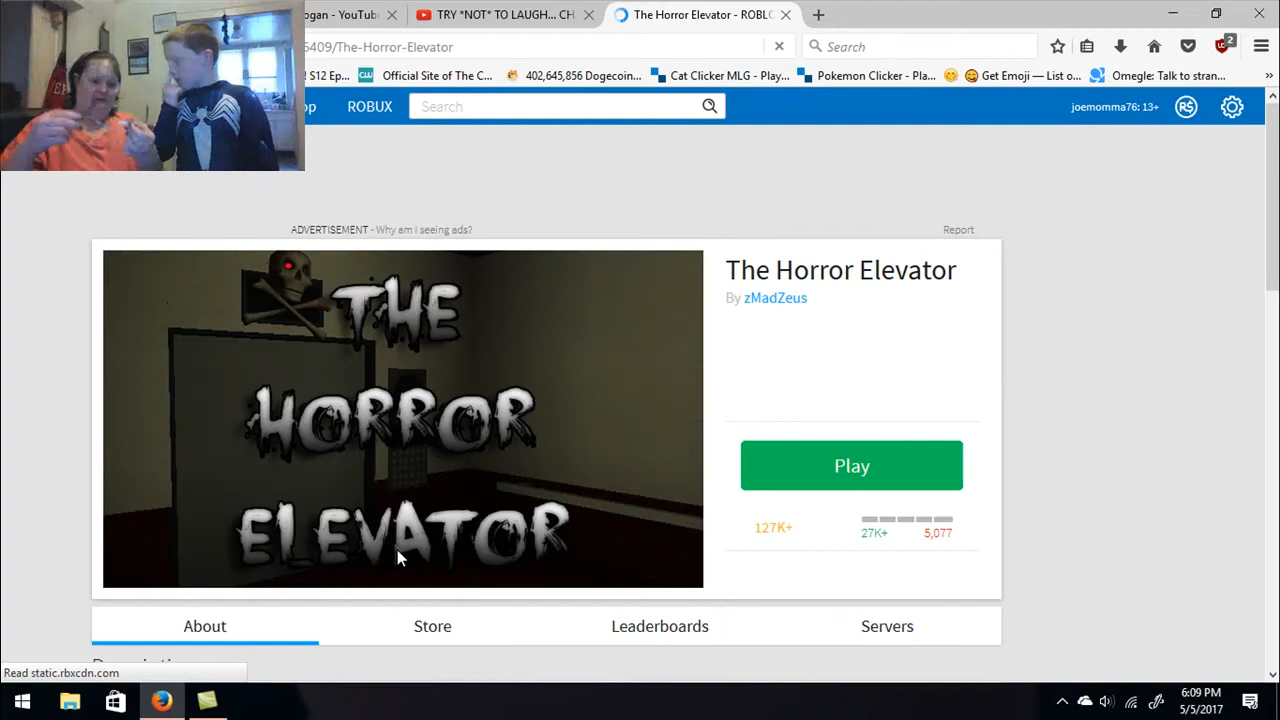 ogan - YouTube
TRY *NOT* TO LAUGH... CH
The Horror Elevator - ROBLO
5409/The-Horror-Elevator
Search
2
! S12 Ep...
CW Official Site of The C...
402,645,856 Dogecoin...
Cat Clicker MLG - Play...
Pokemon Clicker - Pla...
Get Emoji — List o...
Omegle: Talk to stran...
»
op
ROBUX
Search
joemomma76: 13+
R$
ADVERTISEMENT - Why am I seeing ads?
Report
THE
HORROR
ELEVATOR
The Horror Elevator
By zMadZeus
Play
127K+
27K+
5,077
About
Store
Leaderboards
Servers
Read static.rbxcdn.com
6:09 PM
5/5/2017